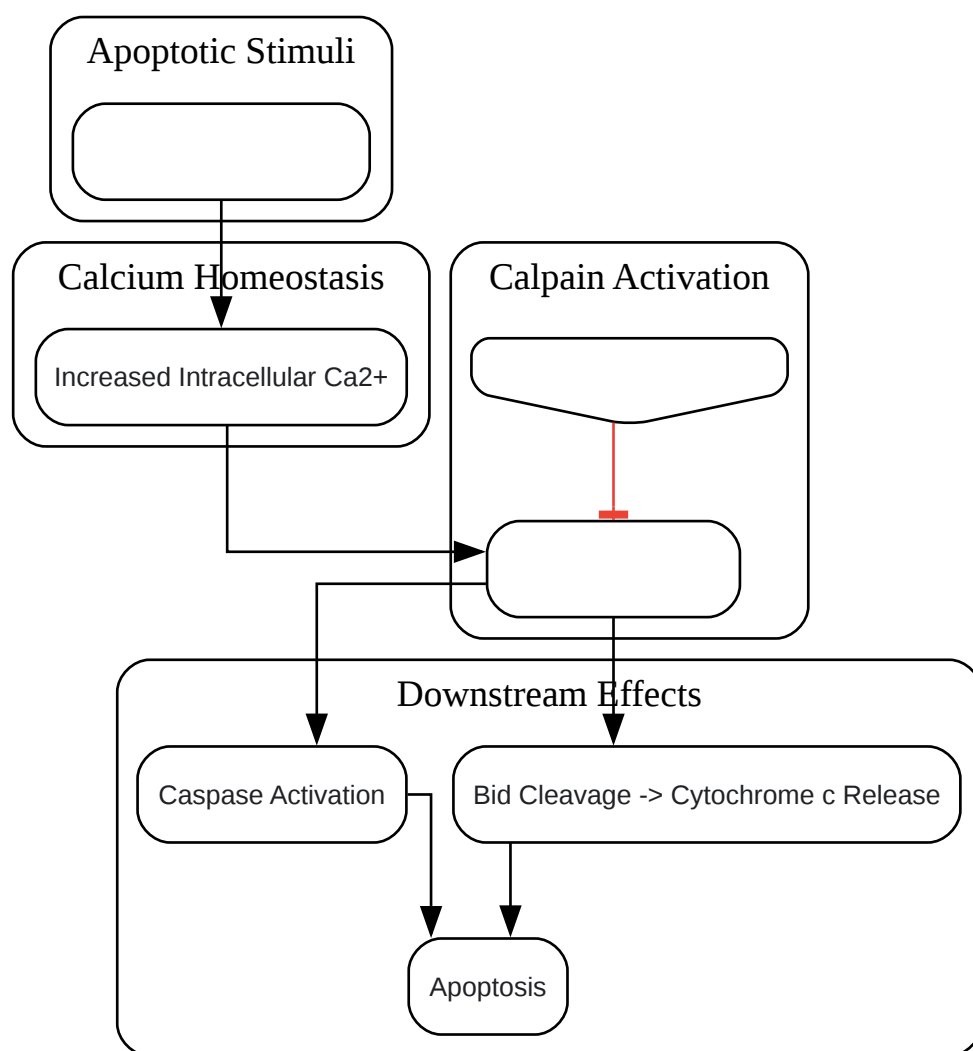 Apoptotic Stimuli
Calcium Homeostasis
Calpain Activation
Increased Intracellular Ca2+
Downstream Effects
Caspase Activation
Bid Cleavage -> Cytochrome c Release
Apoptosis